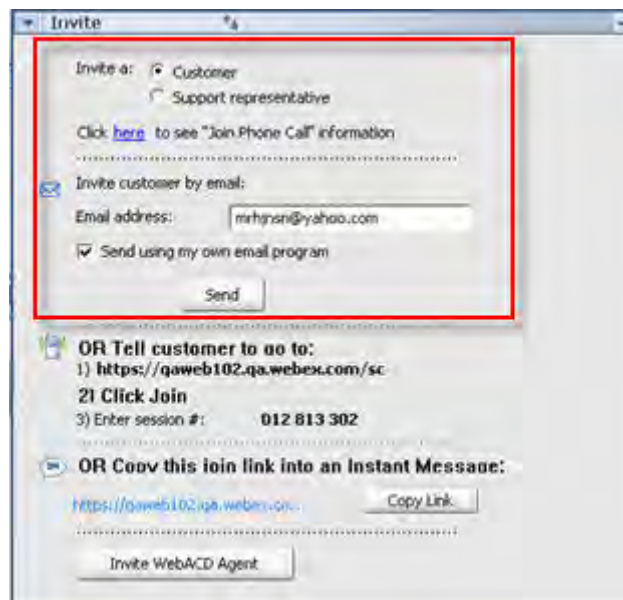 Invite
Invite a: Customer
Support representative
Click here to see "Join Phone Call" information
Invite customer by email:
Email address: mrhjnsn@yahoo.com
Send using my own email program
Send
OR Tell customer to go to:
1) https://qaweb102.qa.webex.com/sc
2) Click Join
3) Enter session #: 012 813 302
OR Copy this join link into an Instant Message:
https://qaweb102.qa.webex.co...
Copy Link
Invite WebACD Agent